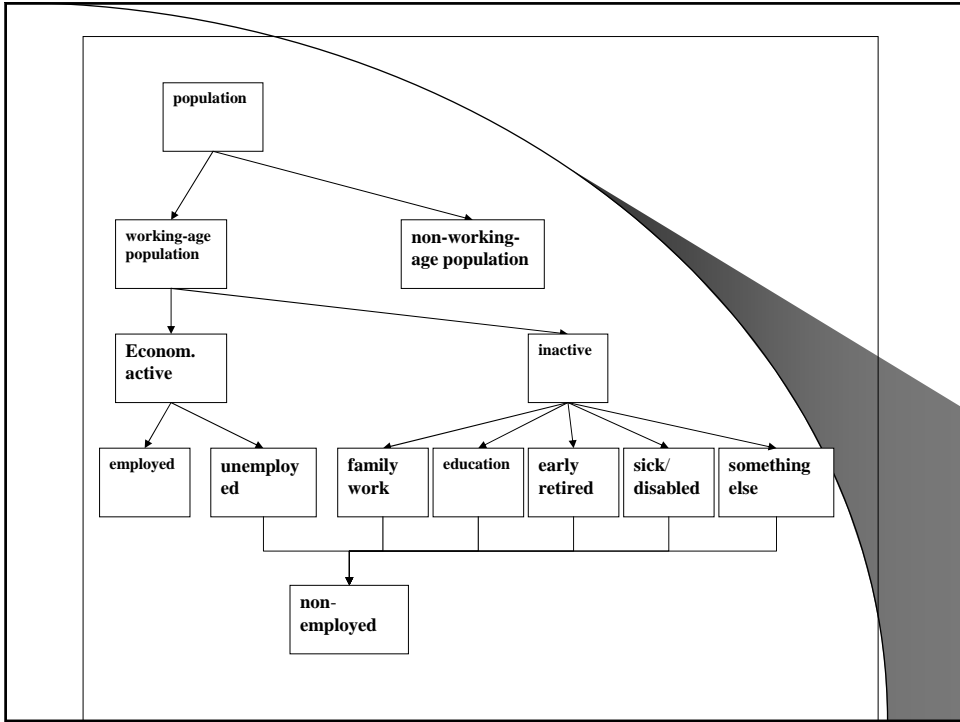 population
working-age
population
non-working-
age population
Econom.
active
inactive
employed
unemploy
ed
family
work
education
early
retired
sick/
disabled
something
else
non-
employed